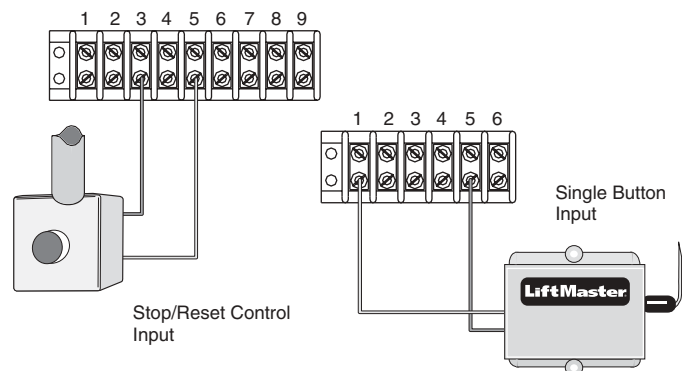 1 2 3 4 5 6 7 8 9
1 2 3 4 5 6
Single Button
Input
LiftMaster
Stop/Reset Control
Input